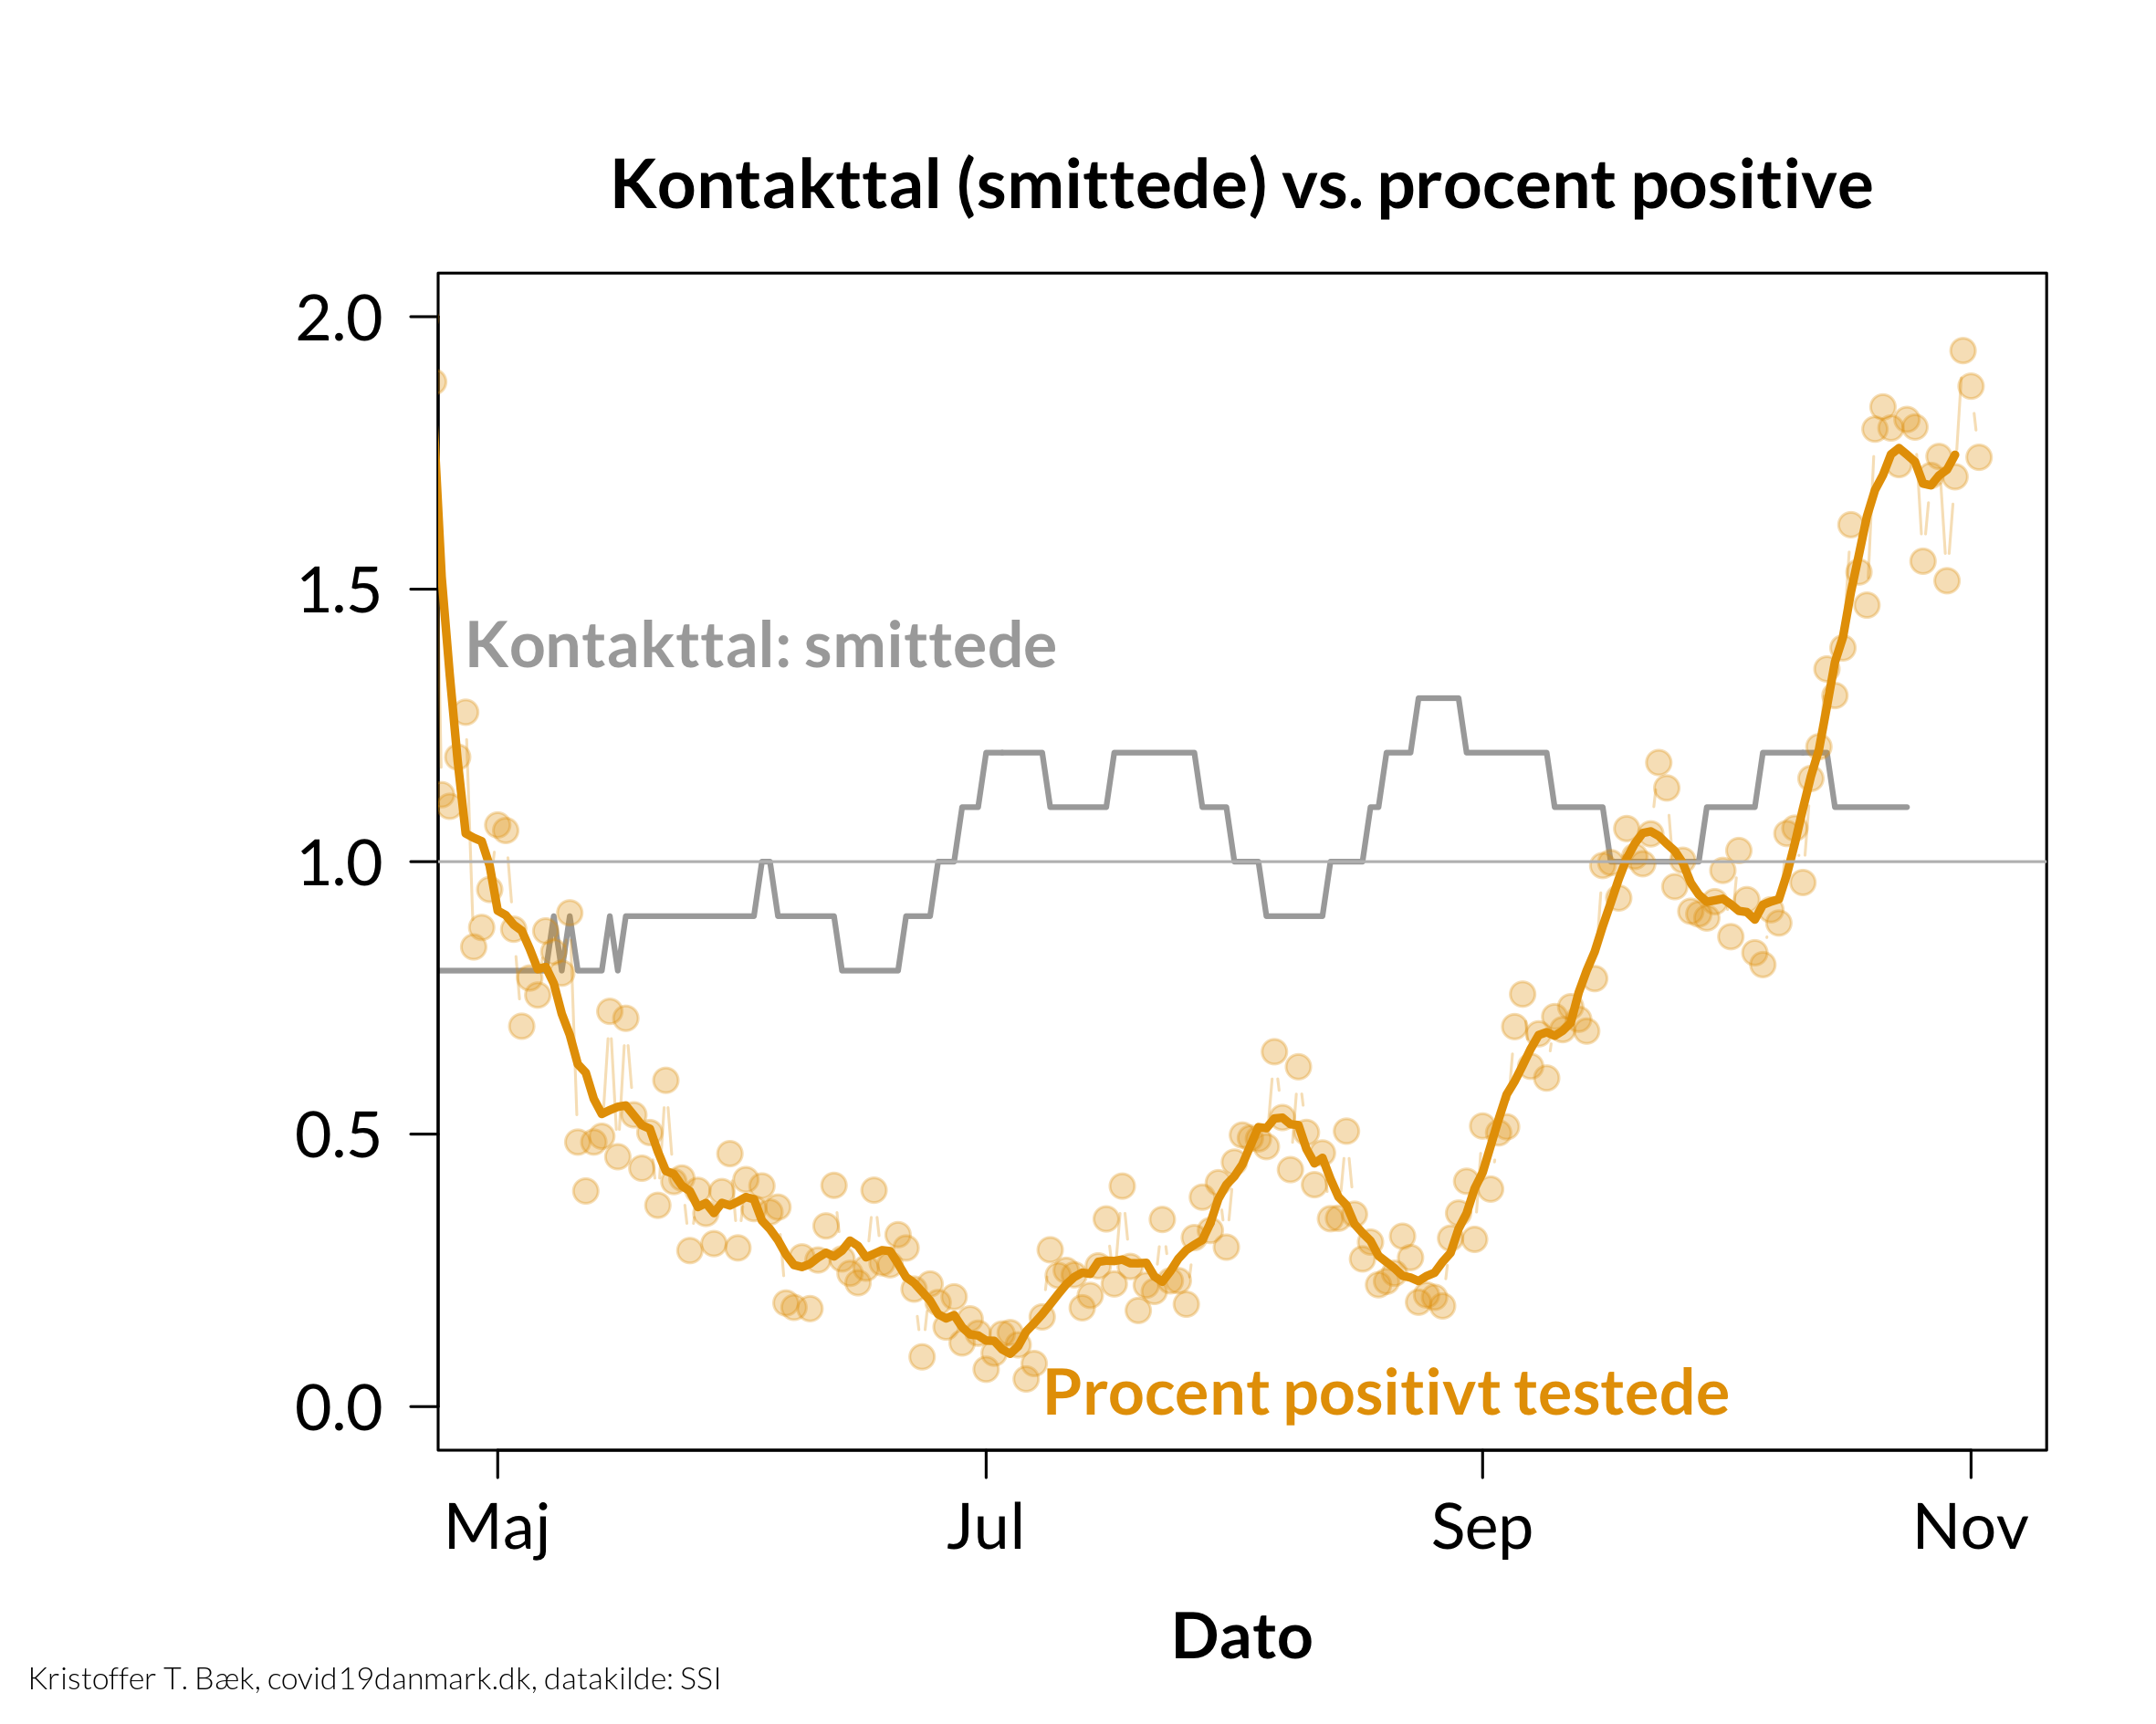 Kontakttal (smittede) vs. procent positive
2.0
1.5
Kontakttal: smittede
1.0
0.5
0.0
Procent positivt testede
Maj Jul Sep Nov
Dato
Kristoffer T. Bæk, covid19danmark.dk, datakilde: SSI